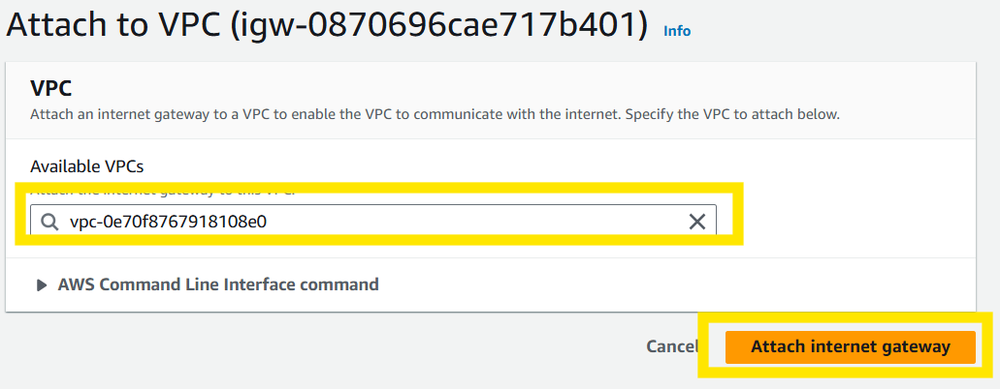 Attach to VPC (igw-0870696cae717b401) Info
VPC
Attach an internet gateway to a VPC to enable the VPC to communicate with the internet. Specify the VPC to attach below.
Available VPCs
Attach the internet gateway to this VPC.
vpc-0e70f8767918108e0
AWS Command Line Interface command
Cancel Attach internet gateway